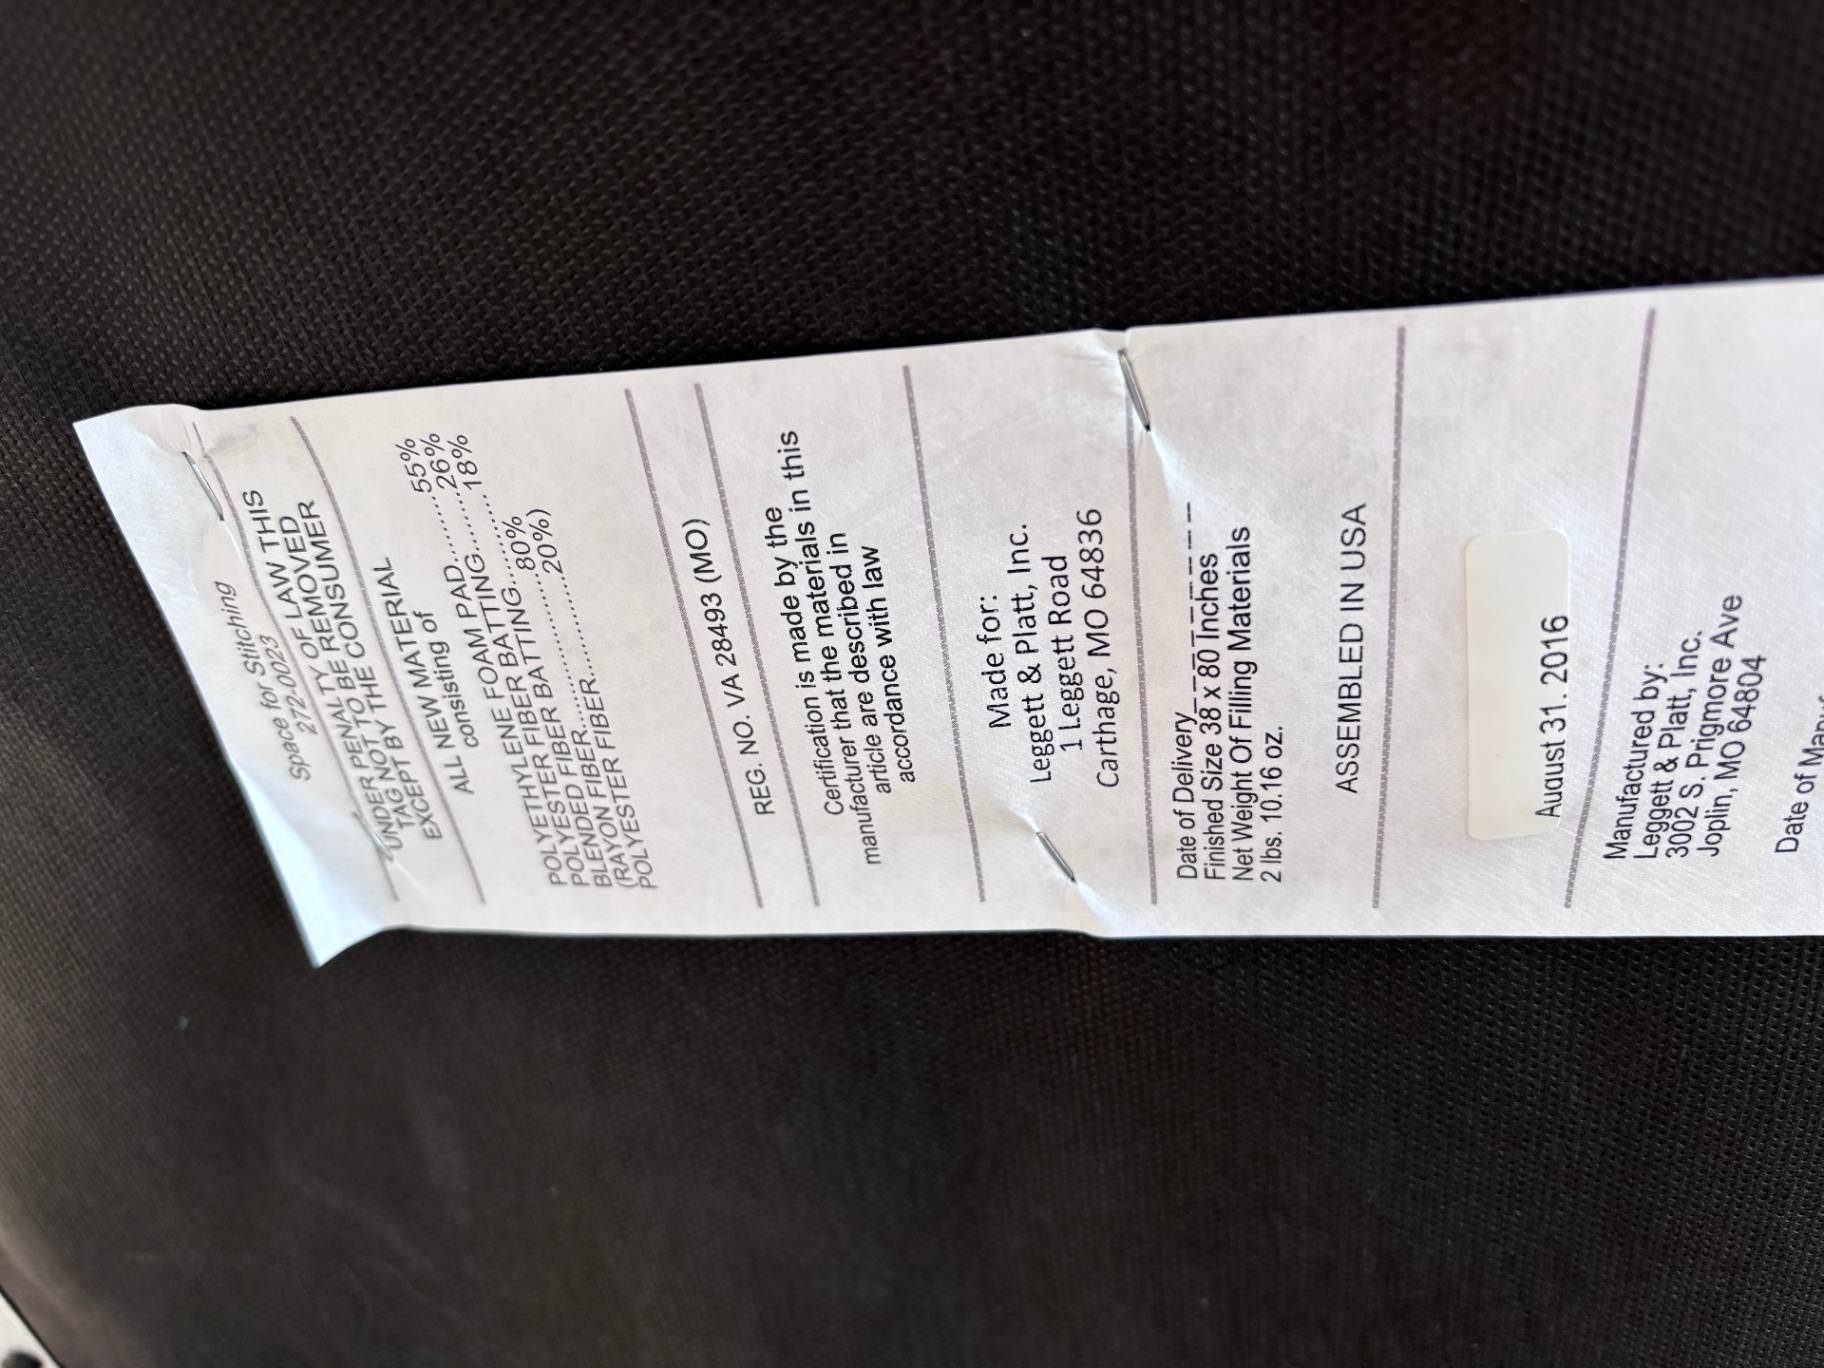 Space for Stitching
272-0023
UNDER PENALTY OF LAW THIS
TAG NOT TO BE REMOVED
EXCEPT BY THE CONSUMER
ALL NEW MATERIAL
consisting of
POLYETHYLENE FOAM PAD..........55%
POLYESTER FIBER BATTING..........26%
BLENDED FIBER BATTING..........18%
(RAYON FIBER..........80%
POLYESTER FIBER..........20%)
REG. NO. VA 28493 (MO)
Certification is made by the
manufacturer that the materials in this
article are described in
accordance with law
Made for:
Leggett & Platt, Inc.
1 Leggett Road
Carthage, MO 64836
Date of Delivery__________
Finished Size 38 x 80 Inches
Net Weight Of Filling Materials
2 lbs. 10.16 oz.
ASSEMBLED IN USA
August 31. 2016
Manufactured by:
Leggett & Platt, Inc.
3002 S. Prigmore Ave
Joplin, MO 64804
Date of